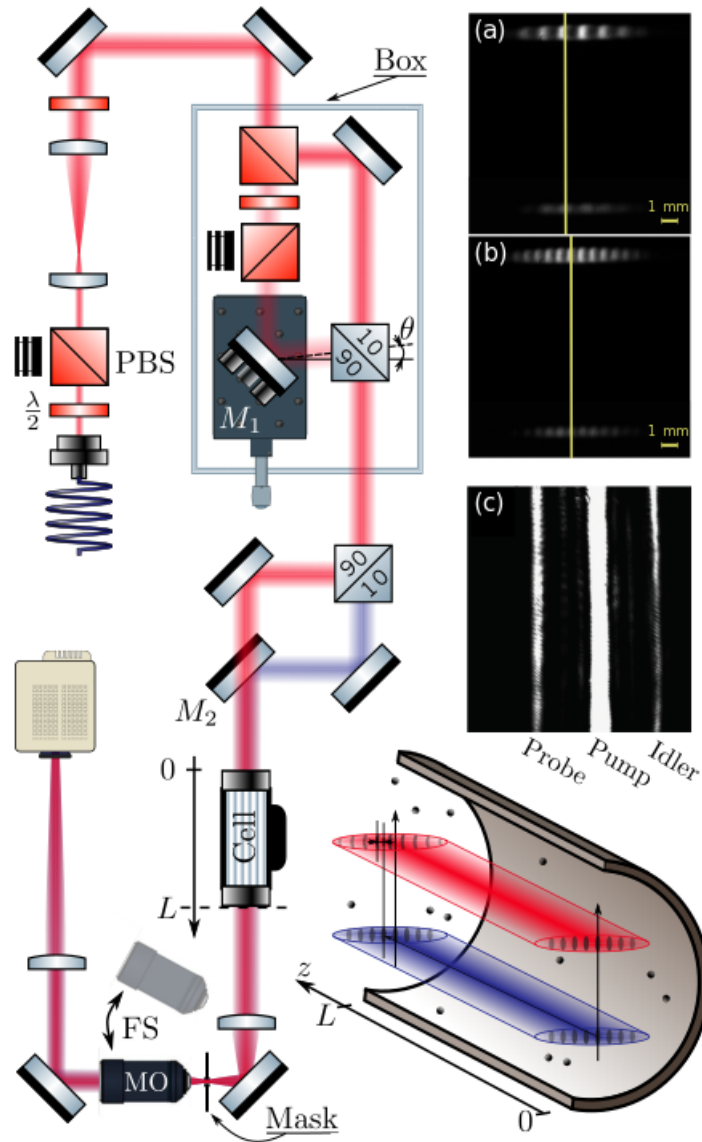 Box
(a)
1 mm
PBS
λ/2
M1
10
90
θ
(b)
1 mm
90
10
(c)
M2
Probe
Pump
Idler
0
Cell
L
FS
MO
Mask
z
L
0